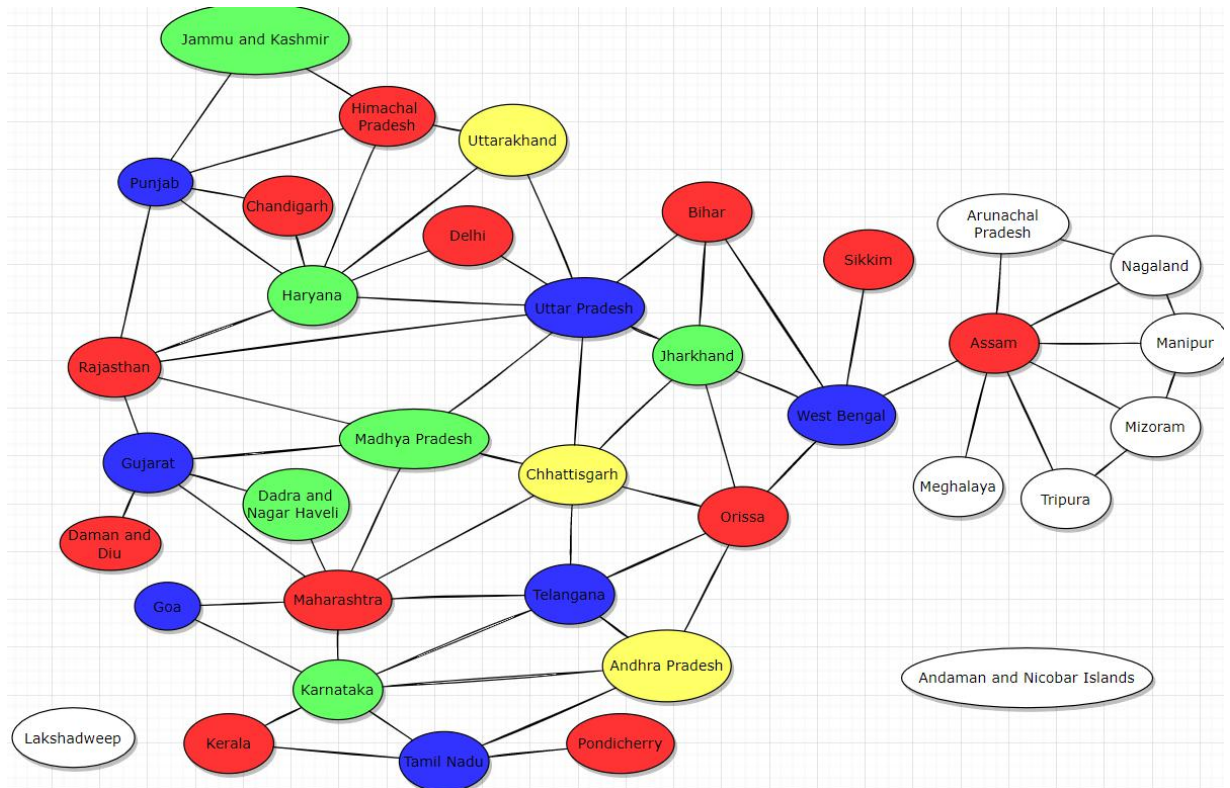 Jammu and Kashmir
Himachal
Pradesh
Uttarakhand
Punjab
Chandigarh
Bihar
Arunachal
Pradesh
Delhi
Sikkim
Nagaland
Haryana
Uttar Pradesh
Assam
Manipur
Jharkhand
Rajasthan
West Bengal
Mizoram
Madhya Pradesh
Gujarat
Chhattisgarh
Meghalaya
Tripura
Dadra and
Nagar Haveli
Orissa
Daman and
Diu
Telangana
Maharashtra
Goa
Andhra Pradesh
Andaman and Nicobar Islands
Karnataka
Lakshadweep
Kerala
Pondicherry
Tamil Nadu